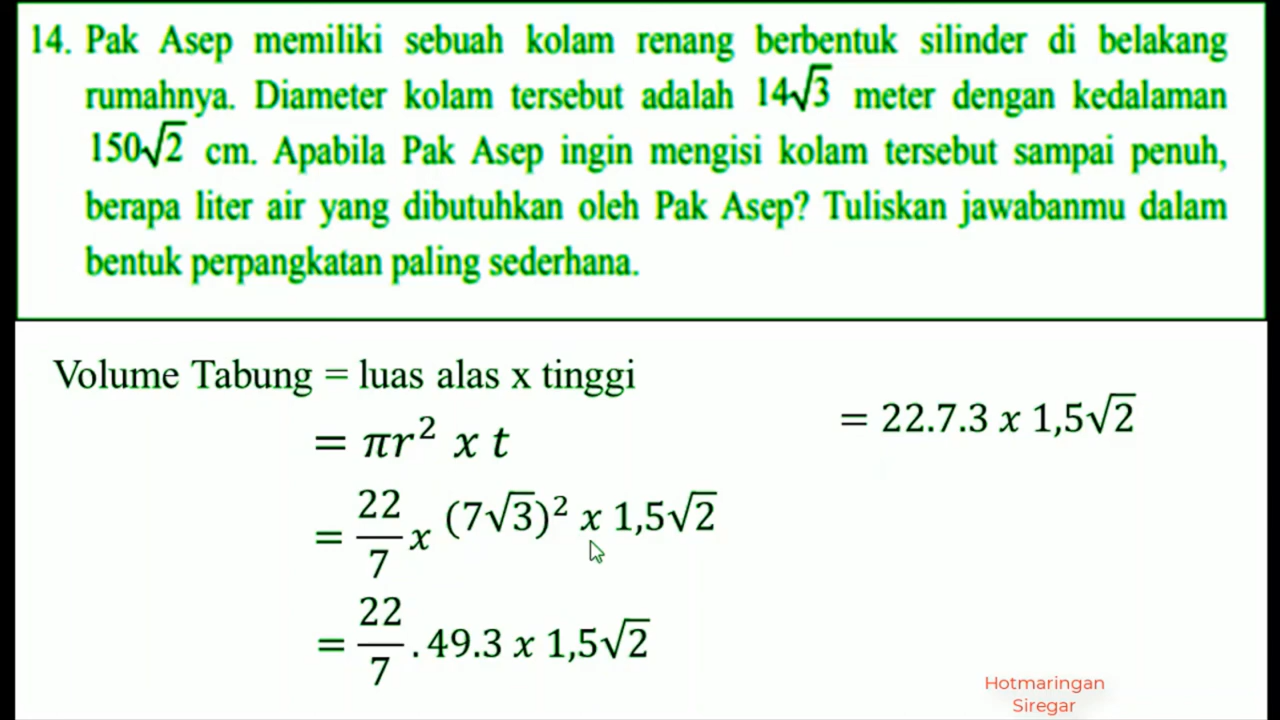 14. Pak Asep memiliki sebuah kolam renang berbentuk silinder di belakang
rumahnya. Diameter kolam tersebut adalah 14√3 meter dengan kedalaman
150√2 cm. Apabila Pak Asep ingin mengisi kolam tersebut sampai penuh,
berapa liter air yang dibutuhkan oleh Pak Asep? Tuliskan jawabanmu dalam
bentuk perpangkatan paling sederhana.
Volume Tabung = luas alas x tinggi
= πr² x t
= 22/7 x (7√3)² x 1,5√2
= 22/7 . 49.3 x 1,5√2
= 22.7.3 x 1,5√2
Hotmaringan
Siregar